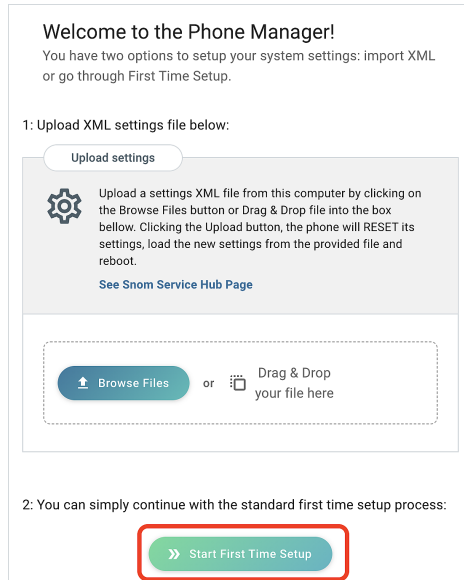 Welcome to the Phone Manager!
You have two options to setup your system settings: import XML
or go through First Time Setup.
1: Upload XML settings file below:
Upload settings
Upload a settings XML file from this computer by clicking on
the Browse Files button or Drag & Drop file into the box
bellow. Clicking the Upload button, the phone will RESET its
settings, load the new settings from the provided file and
reboot.
See Snom Service Hub Page
Browse Files or Drag & Drop
your file here
2: You can simply continue with the standard first time setup process:
Start First Time Setup